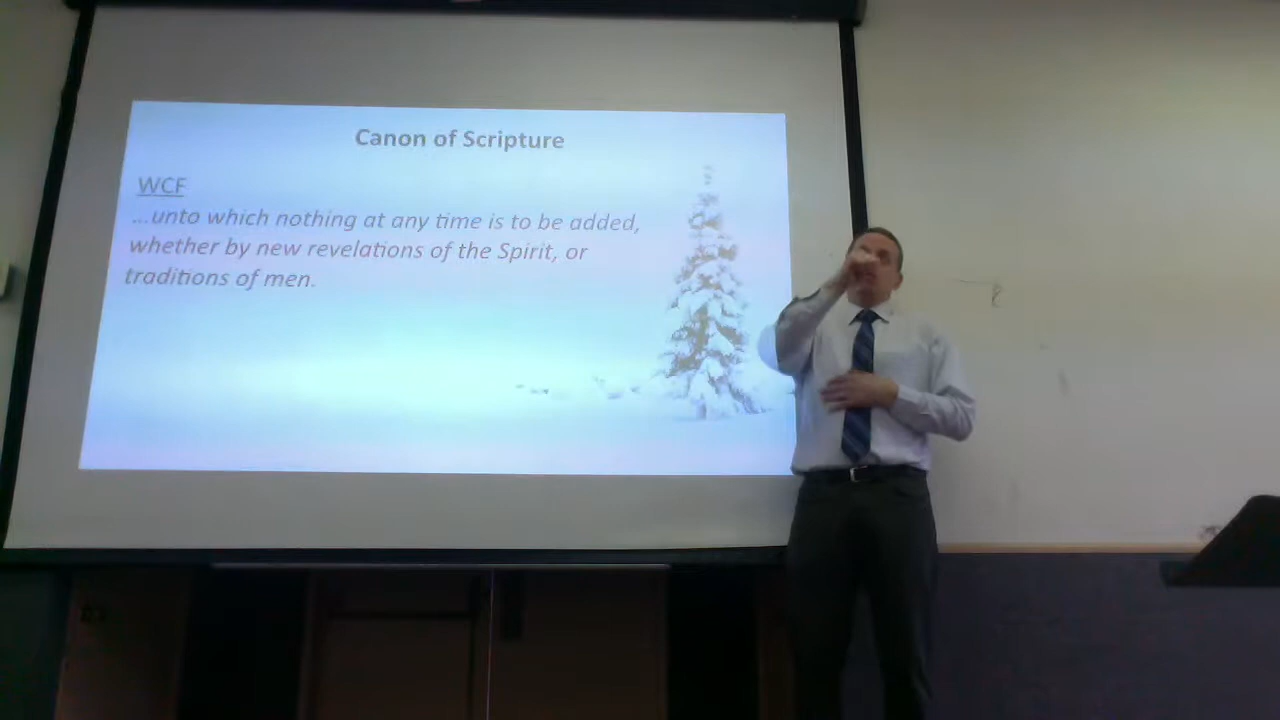 Canon of Scripture
WCF
...unto which nothing at any time is to be added,
whether by new revelations of the Spirit, or
traditions of men.